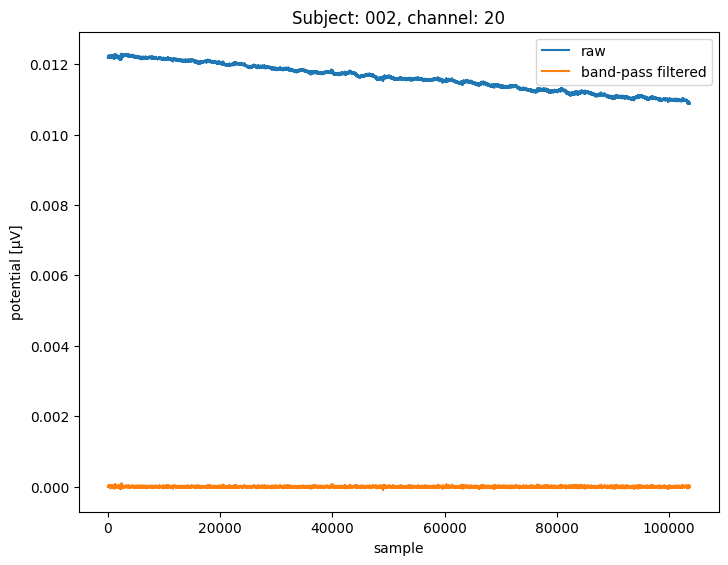 Subject: 002, channel: 20
raw
band-pass filtered
0.012
0.010
0.008
0.006
0.004
0.002
0.000
potential [µV]
0
20000
40000
60000
80000
100000
sample